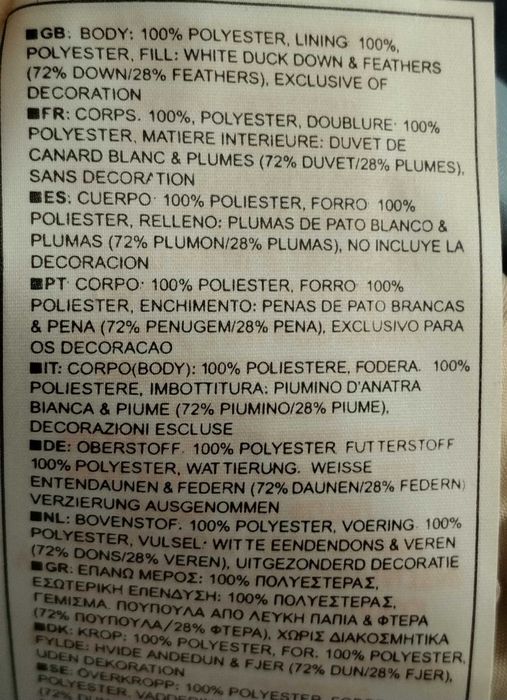 ■GB: BODY: 100% POLYESTER, LINING 100%,
POLYESTER, FILL: WHITE DUCK DOWN & FEATHERS
(72% DOWN/28% FEATHERS), EXCLUSIVE OF
DECORATION
■FR: CORPS. 100%, POLYESTER, DOUBLURE· 100%
POLYESTER, MATIERE INTERIEURE: DUVET DE
CANARD BLANC & PLUMES (72% DUVET/28% PLUMES),
SANS DECORATION
■ES: CUERPO· 100% POLIESTER, FORRO 100%
POLIESTER, RELLENO: PLUMAS DE PATO BLANCO &
PLUMAS (72% PLUMON/28% PLUMAS), NO INCLUYE LA
DECORACION
■PT· CORPO· 100% POLIESTER, FORRO· 100%
POLIESTER, ENCHIMENTO: PENAS DE PATO BRANCAS
& PENA (72% PENUGEM/28% PENA), EXCLUSIVO PARA
OS DECORACAO
■IT: CORPO(BODY): 100% POLIESTERE, FODERA. 100%
POLIESTERE, IMBOTTITURA: PIUMINO D'ANATRA
BIANCA & PIUME (72% PIUMINO/28% PIUME),
DECORAZIONI ESCLUSE
■DE: OBERSTOFF. 100% POLYESTER FUTTERSTOFF
100% POLYESTER, WATTIERUNG. WEISSE
ENTENDAUNEN & FEDERN (72% DAUNEN/28% FEDERN)
VERZIERUNG AUSGENOMMEN
■NL: BOVENSTOF. 100% POLYESTER, VOERING· 100%
POLYESTER, VULSEL· WITTE EENDENDONS & VEREN
(72% DONS/28% VEREN), UITGEZONDERD DECORATIE
■GR: ΕΠΑΝΩ ΜΕΡΟΣ: 100% ΠΟΛΥΕΣΤΕΡΑΣ,
ΕΣΩΤΕΡΙΚΗ ΕΠΕΝΔΥΣΗ: 100% ΠΟΛΥΕΣΤΕΡΑΣ,
ΓΕΜΙΣΜΑ. ΠΟΥΠΟΥΛΑ ΑΠΟ ΛΕΥΚΗ ΠΑΠΙΑ & ΦΤΕΡΑ
(72% ΠΟΥΠΟΥΛΑ/28% ΦΤΕΡΑ), ΧΩΡΙΣ ΔΙΑΚΟΣΜΗΤΙΚΑ
■DK: KROP: 100% POLYESTER, FOR: 100% POLYESTER,
FYLDE: HVIDE ANDEDUN & FJER (72% DUN/28% FJER),
UDEN DEKORATION
■SE: ÖVERKROPP: 100% POLYESTER,
POLYESTER,
(72%